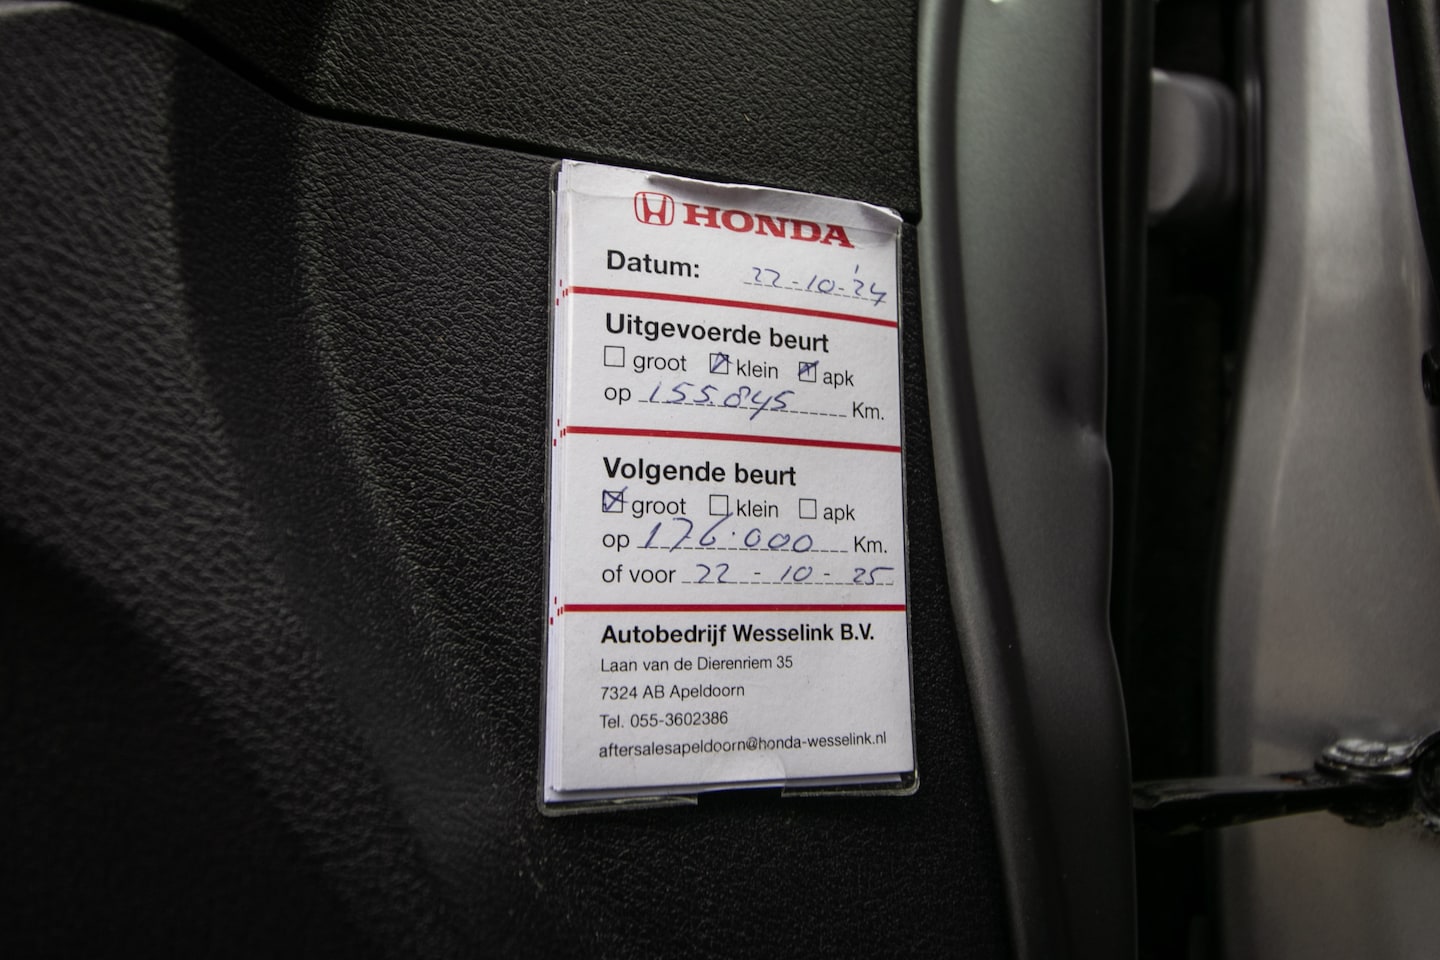 HONDA
Datum: 22-10-'24
Uitgevoerde beurt
groot klein apk
op 155.845 Km.
Volgende beurt
groot klein apk
op 176.000 Km.
of voor 22 - 10 - 25
Autobedrijf Wesselink B.V.
Laan van de Dierenriem 35
7324 AB Apeldoorn
Tel. 055-3602386
aftersalesapeldoorn@honda-wesselink.nl